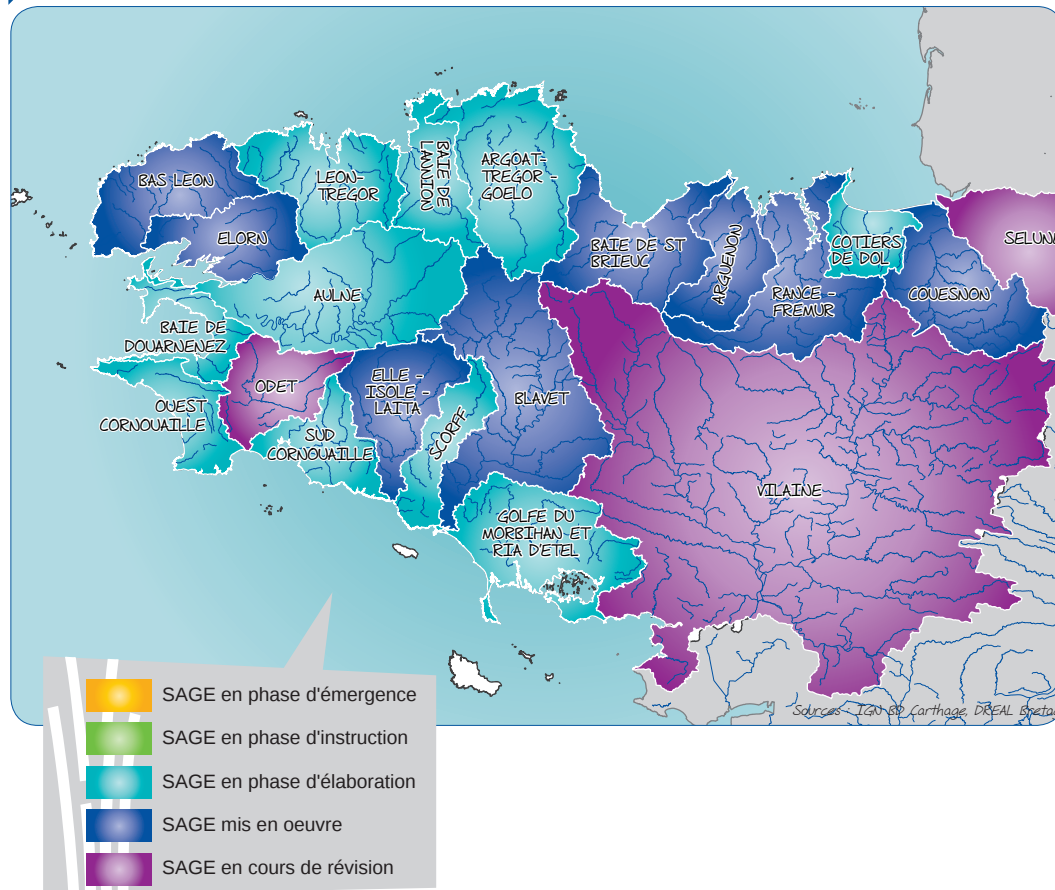 BAS LEON
LEON-
TREGOR
BAIE DE
LANNION
ARGOAT-
TREGOR -
GOELO
ELORN
BAIE DE ST
BRIEUC
ARGUENON
COTIERS
DE DOL
SELUNE
AULNE
RANCE -
FREMUR
COUESNON
BAIE DE
DOUARNENEZ
ODET
ELLE -
ISOLE -
LAITA
BLAVET
OUEST
CORNOUAILLE
SCORFF
SUD
CORNOUAILLE
VILAINE
GOLFE DU
MORBIHAN ET
RIA D'ETEL
SAGE en phase d'émergence
SAGE en phase d'instruction
SAGE en phase d'élaboration
SAGE mis en oeuvre
SAGE en cours de révision
Sources : IGN BD Carthage, DREAL Bretag